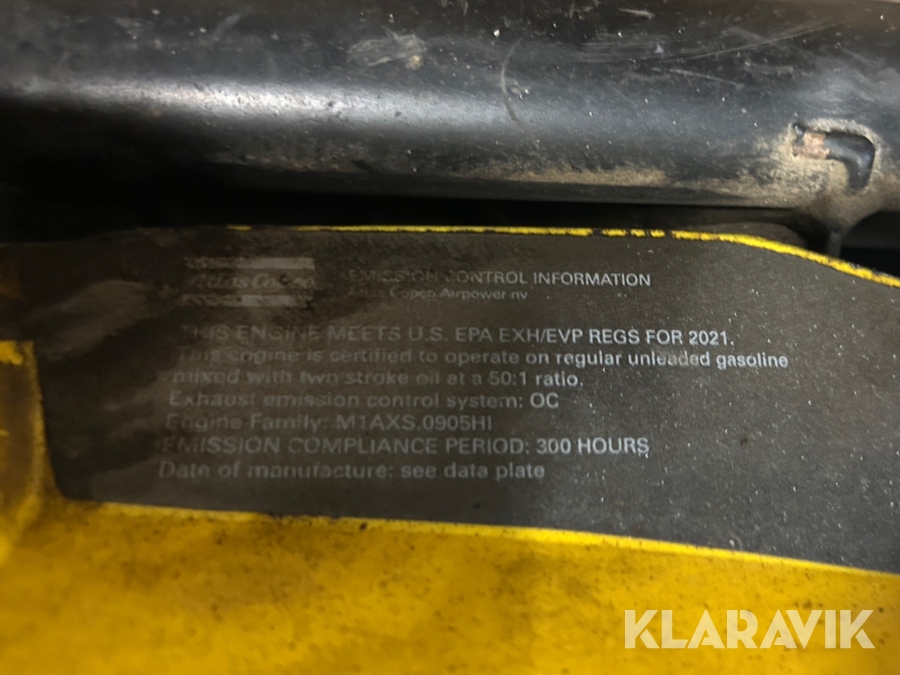 Atlas Copco
EMISSION CONTROL INFORMATION
Atlas Copco Airpower nv
THIS ENGINE MEETS U.S. EPA EXH/EVP REGS FOR 2021.
This engine is certified to operate on regular unleaded gasoline
mixed with two stroke oil at a 50:1 ratio.
Exhaust emission control system: OC
Engine Family: M1AXS.0905HI
EMISSION COMPLIANCE PERIOD: 300 HOURS
Date of manufacture: see data plate
KLARAVIK